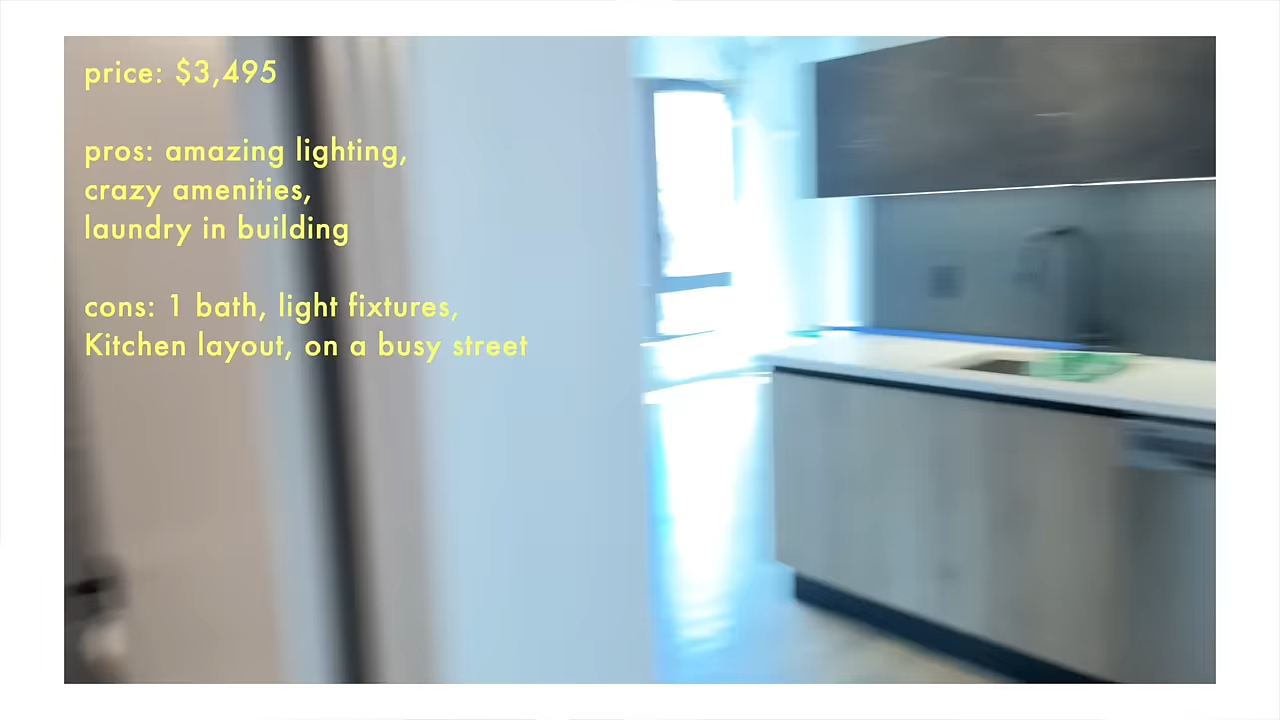 price: $3,495
pros: amazing lighting,
crazy amenities,
laundry in building
cons: 1 bath, light fixtures,
Kitchen layout, on a busy street